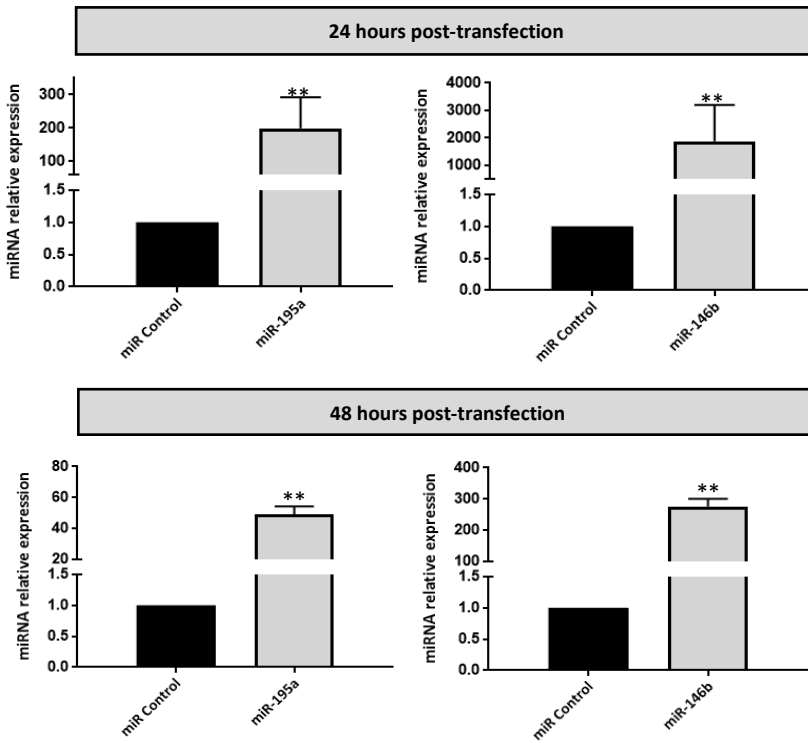 24 hours post-transfection
miRNA relative expression
300
200
100
1.5
1.0
0.5
0.0
**
miR Control
miR-195a
miRNA relative expression
4000
3000
2000
1000
1.5
1.0
0.5
0.0
**
miR Control
miR-146b
48 hours post-transfection
miRNA relative expression
80
60
40
20
1.5
1.0
0.5
0.0
**
miR Control
miR-195a
miRNA relative expression
400
300
200
100
1.5
1.0
0.5
0.0
**
miR Control
miR-146b